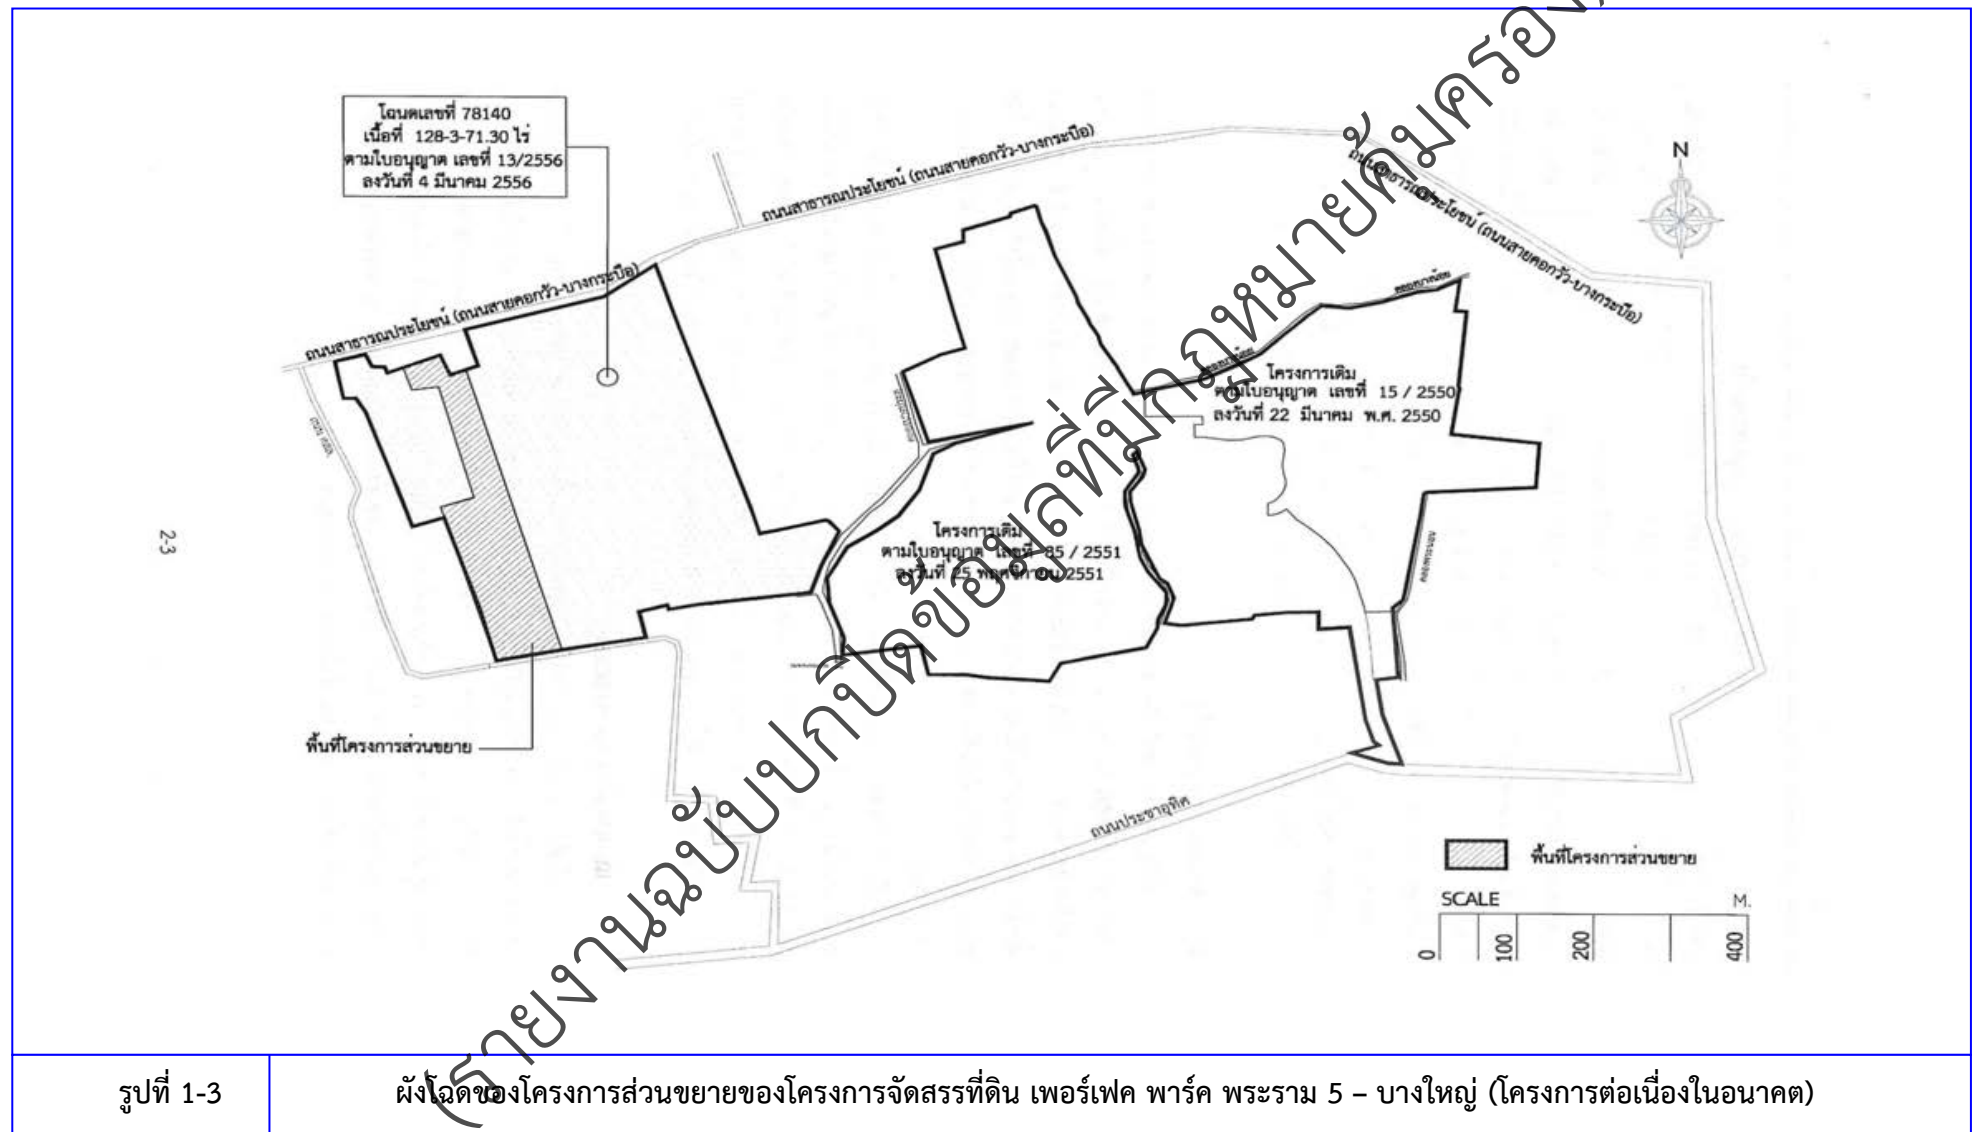 โฉนดเลขที่ 78140
เนื้อที่ 128-3-71.30 ไร่
ตามใบอนุญาต เลขที่ 13/2556
ลงวันที่ 4 มีนาคม 2556
ถนนสาธารณประโยชน์ (ถนนสายคอกวัว-บางกระบือ)
ถนนสาธารณประโยชน์ (ถนนสายคอกวัว-บางกระบือ)
ถนนสาธารณประโยชน์ (ถนนสายคอกวัว-บางกระบือ)
N
โครงการเดิม
ตามใบอนุญาต เลขที่ 15 / 2550
ลงวันที่ 22 มีนาคม พ.ศ. 2550
โครงการเดิม
ตามใบอนุญาต เลขที่ 35 / 2551
ลงวันที่ 25 พฤศจิกายน 2551
2-3
พื้นที่โครงการส่วนขยาย
ถนนประชาอุทิศ
พื้นที่โครงการส่วนขยาย
SCALE M.
0 100 200 400
(รายงานฉบับปกปิดข้อมูลที่มีกฎหมายคุ้มครอง)
รูปที่ 1-3
ผังโฉดของโครงการส่วนขยายของโครงการจัดสรรที่ดิน เพอร์เฟค พาร์ค พระราม 5 – บางใหญ่ (โครงการต่อเนื่องในอนาคต)